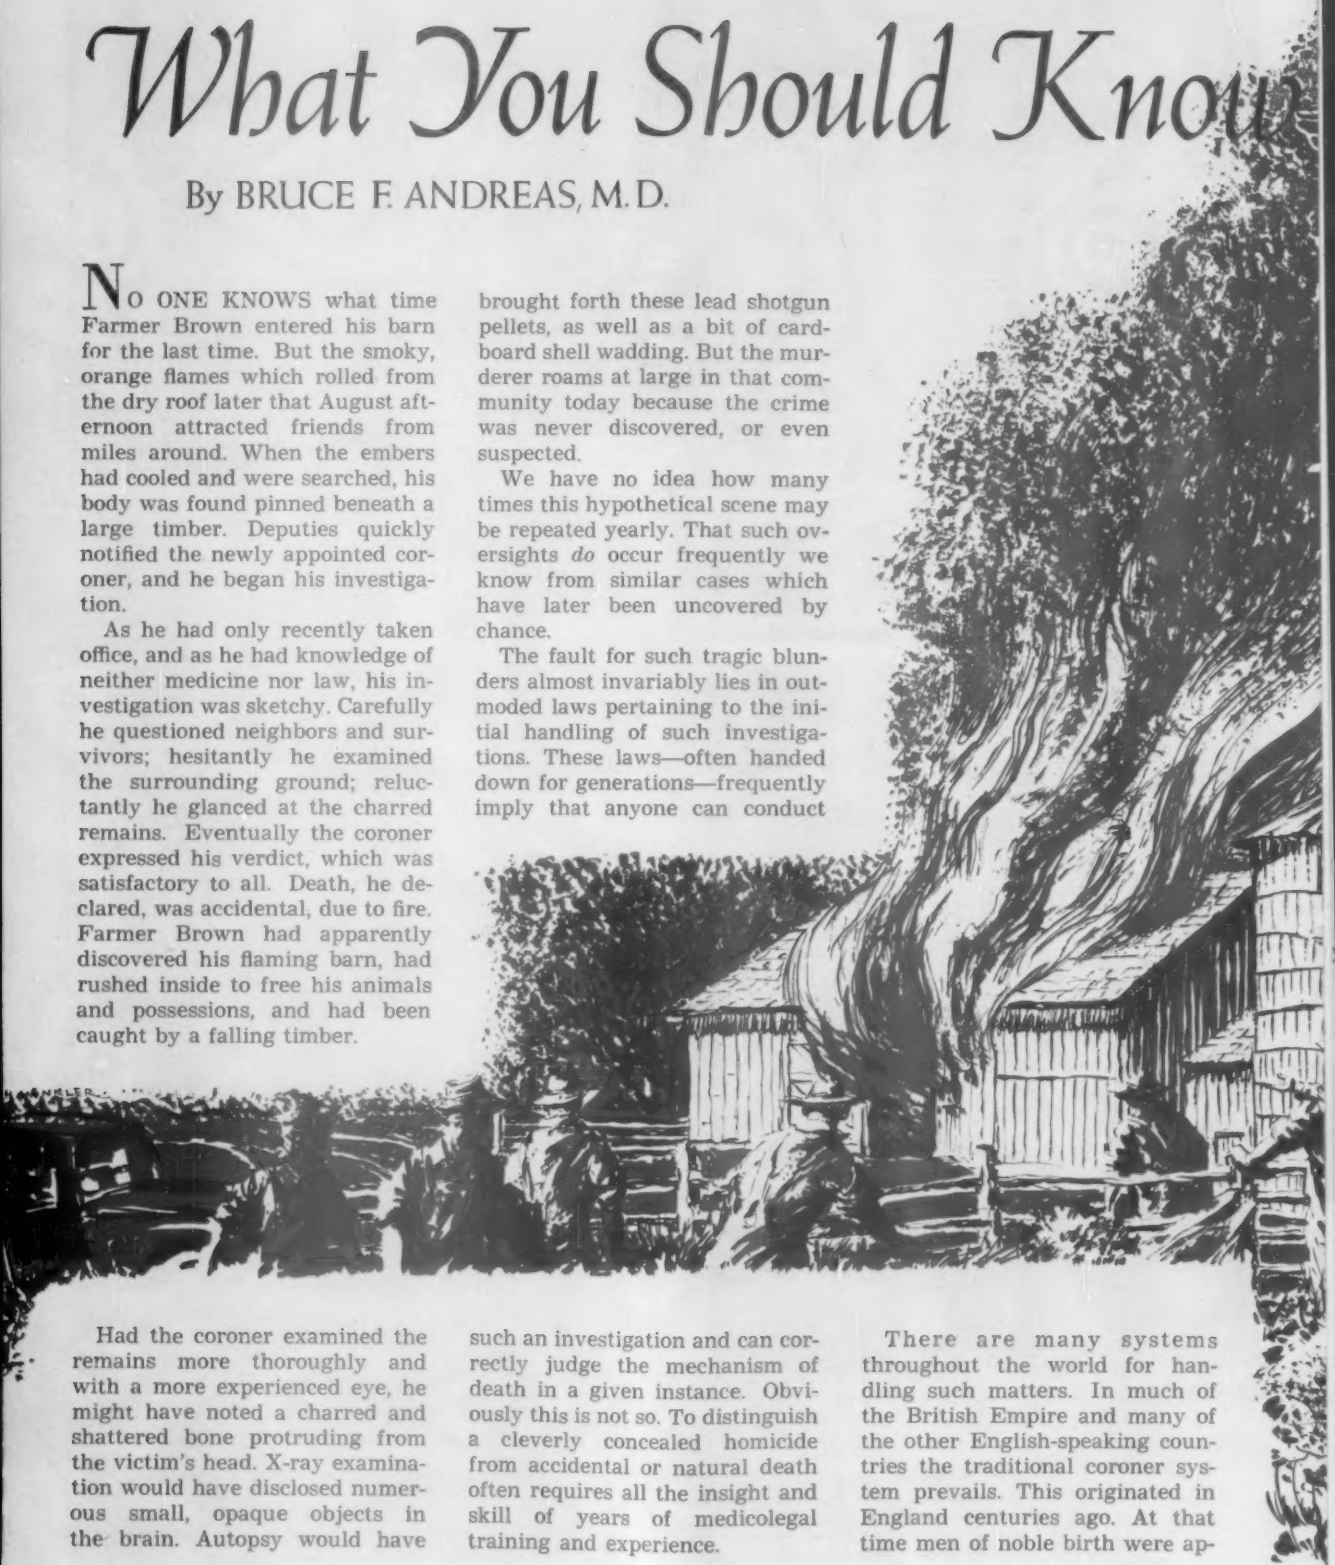 What You Should Know
By BRUCE F. ANDREAS, M.D.
NO ONE KNOWS what time
Farmer Brown entered his barn
for the last time. But the smoky,
orange flames which rolled from
the dry roof later that August aft-
ernoon attracted friends from
miles around. When the embers
had cooled and were searched, his
body was found pinned beneath a
large timber. Deputies quickly
notified the newly appointed cor-
oner, and he began his investiga-
tion.
As he had only recently taken
office, and as he had knowledge of
neither medicine nor law, his in-
vestigation was sketchy. Carefully
he questioned neighbors and sur-
vivors; hesitantly he examined
the surrounding ground; reluc-
tantly he glanced at the charred
remains. Eventually the coroner
expressed his verdict, which was
satisfactory to all. Death, he de-
clared, was accidental, due to fire.
Farmer Brown had apparently
discovered his flaming barn, had
rushed inside to free his animals
and possessions, and had been
caught by a falling timber.
Had the coroner examined the
remains more thoroughly and
with a more experienced eye, he
might have noted a charred and
shattered bone protruding from
the victim's head. X-ray examina-
tion would have disclosed numer-
ous small, opaque objects in
the brain. Autopsy would have
brought forth these lead shotgun
pellets, as well as a bit of card-
board shell wadding. But the mur-
derer roams at large in that com-
munity today because the crime
was never discovered, or even
suspected.
We have no idea how many
times this hypothetical scene may
be repeated yearly. That such ov-
ersights do occur frequently we
know from similar cases which
have later been uncovered by
chance.
The fault for such tragic blun-
ders almost invariably lies in out-
moded laws pertaining to the ini-
tial handling of such investiga-
tions. These laws—often handed
down for generations—frequently
imply that anyone can conduct
such an investigation and can cor-
rectly judge the mechanism of
death in a given instance. Obvi-
ously this is not so. To distinguish
a cleverly concealed homicide
from accidental or natural death
often requires all the insight and
skill of years of medicolegal
training and experience.
There are many systems
throughout the world for han-
dling such matters. In much of
the British Empire and many of
the other English-speaking coun-
tries the traditional coroner sys-
tem prevails. This originated in
England centuries ago. At that
time men of noble birth were ap-